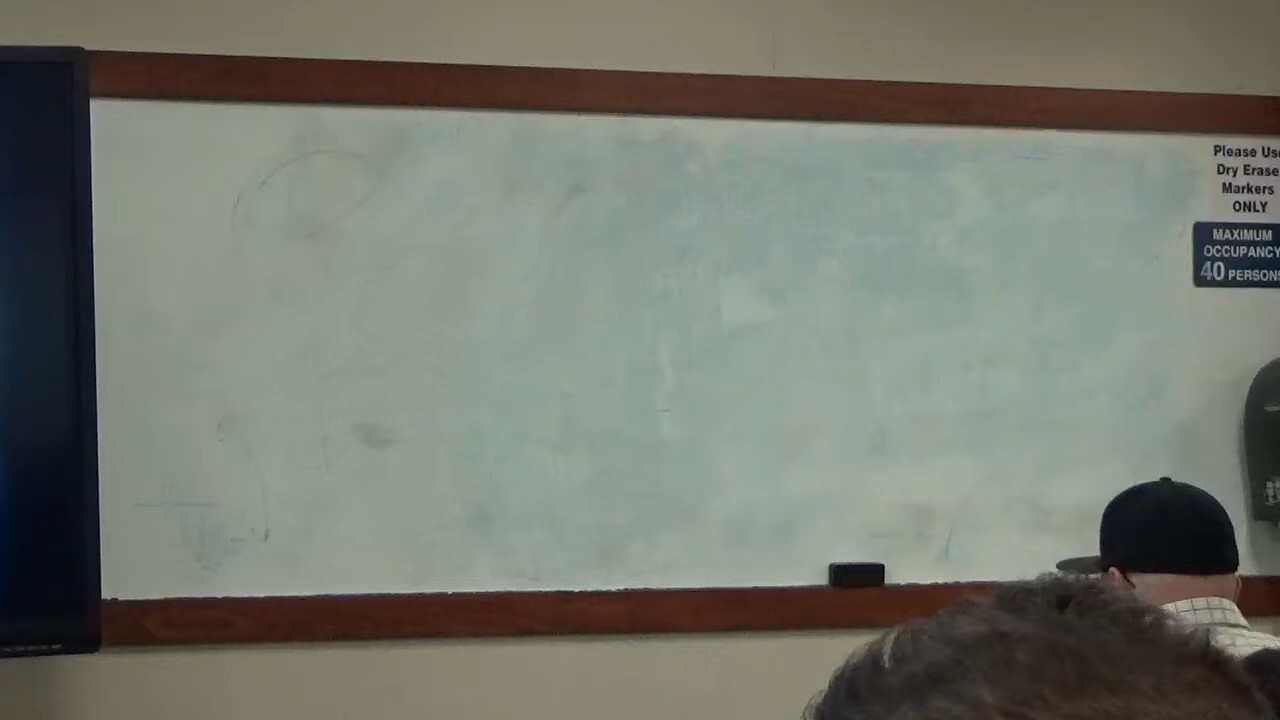 Please Use
Dry Erase
Markers
ONLY
MAXIMUM
OCCUPANCY
40 PERSONS